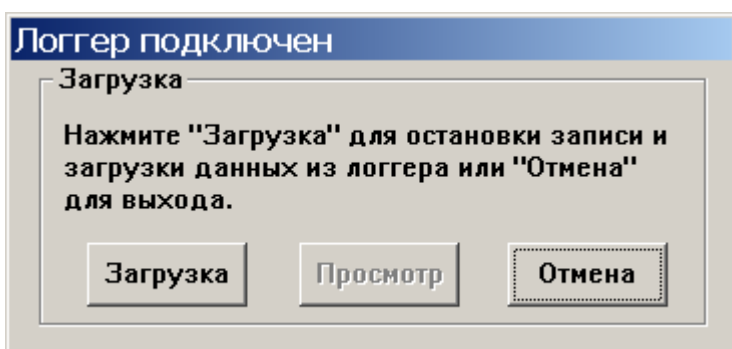 Логгер подключен
Загрузка
Нажмите "Загрузка" для остановки записи и
загрузки данных из логгера или "Отмена"
для выхода.
Загрузка Просмотр Отмена